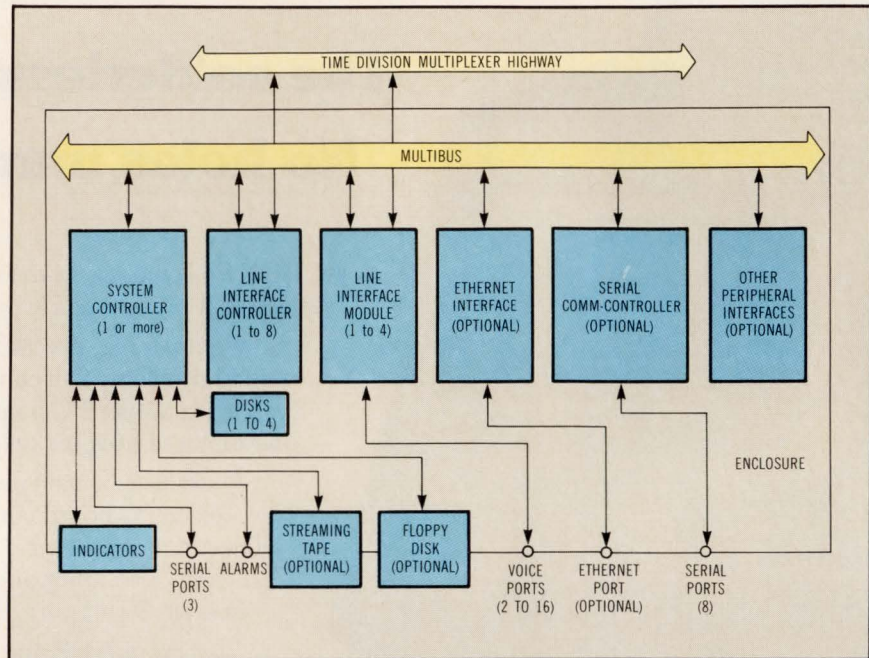 TIME DIVISION MULTIPLEXER HIGHWAY
MULTIBUS
SYSTEM
CONTROLLER
(1 or more)
LINE
INTERFACE
CONTROLLER
(1 to 8)
LINE
INTERFACE
MODULE
(1 to 4)
ETHERNET
INTERFACE
(OPTIONAL)
SERIAL
COMM-CONTROLLER
(OPTIONAL)
OTHER
PERIPHERAL
INTERFACES
(OPTIONAL)
DISKS
(1 TO 4)
ENCLOSURE
INDICATORS
SERIAL
PORTS
(3)
ALARMS
STREAMING
TAPE
(OPTIONAL)
FLOPPY
DISK
(OPTIONAL)
VOICE
PORTS
(2 TO 16)
ETHERNET
PORT
(OPTIONAL)
SERIAL
PORTS
(8)